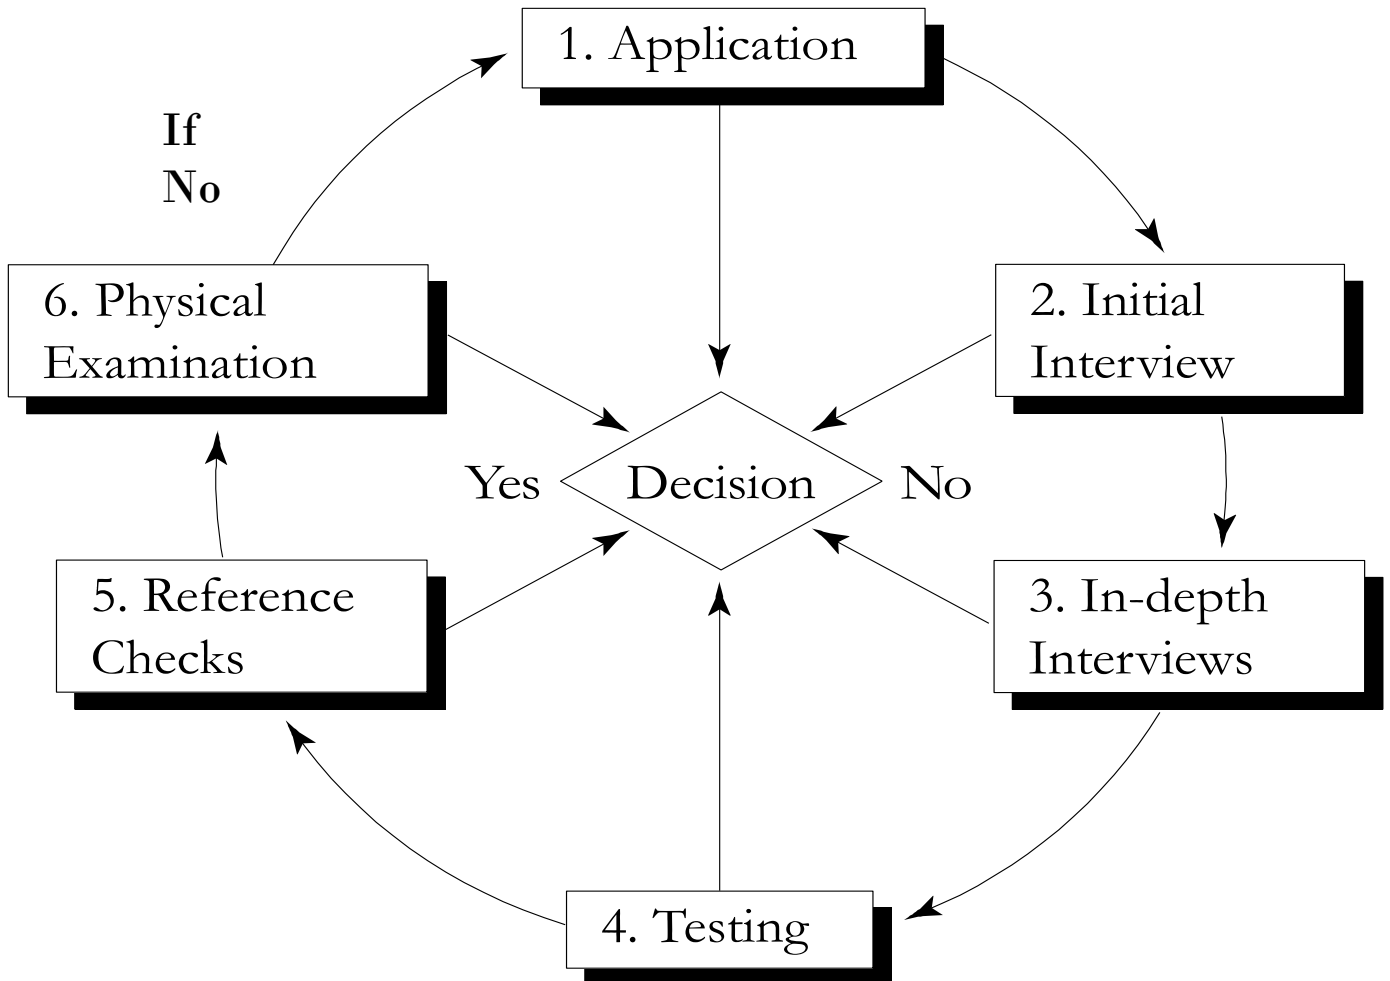 1. Application
If
No
6. Physical
Examination
2. Initial
Interview
Yes
Decision
No
5. Reference
Checks
3. In-depth
Interviews
4. Testing